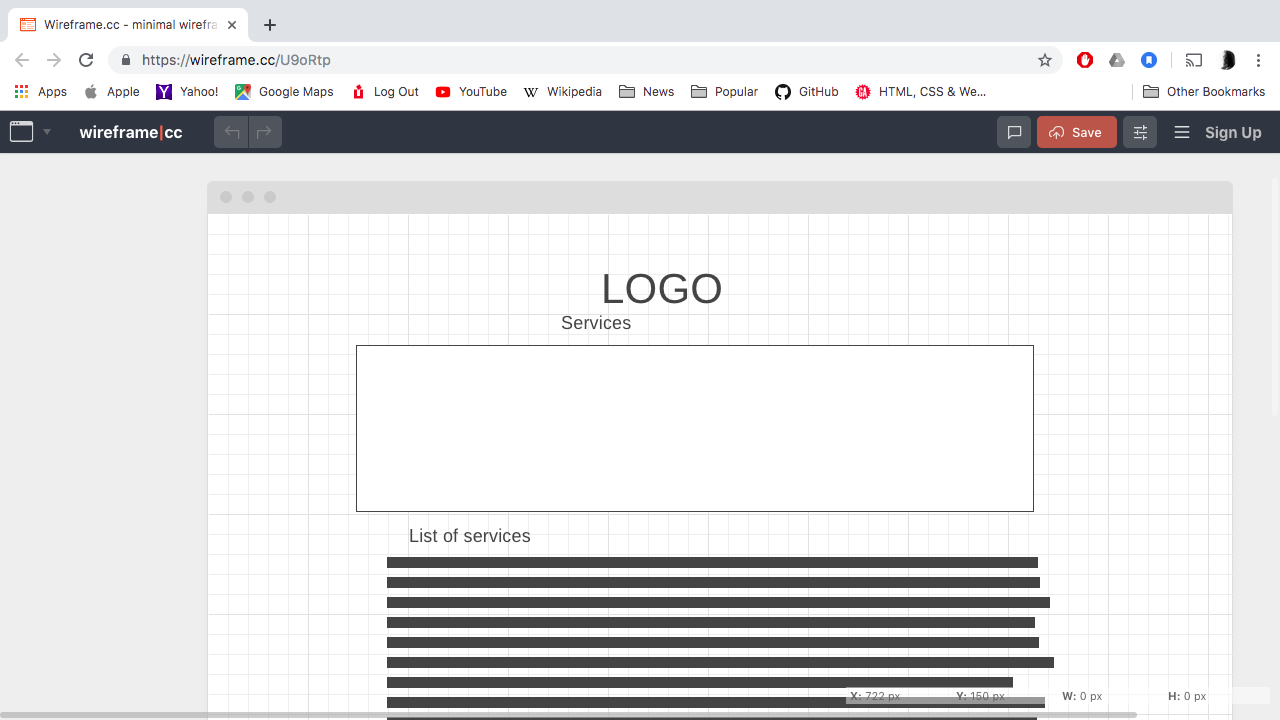 Wireframe.cc - minimal wirefra
https://wireframe.cc/U9oRtp
Apps Apple Yahoo! Google Maps Log Out YouTube Wikipedia News Popular GitHub HTML, CSS & We... Other Bookmarks
wireframe|cc Save Sign Up
LOGO
Services
List of services
X: 722 px Y: 150 px W: 0 px H: 0 px